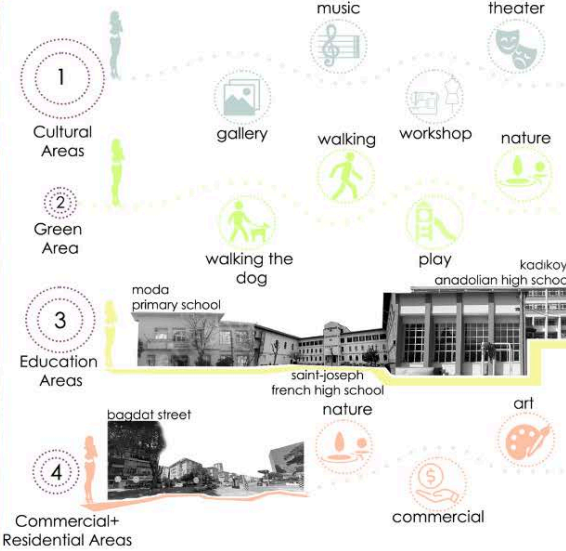 music
theater
1
Cultural
Areas
gallery
workshop
walking
nature
2
Green
Area
walking the
dog
play
kadıkoy
anadolian high school
moda
primary school
3
Education
Areas
saint-joseph
french high school
bagdat street
nature
art
4
Commercial+
Residential Areas
commercial
$